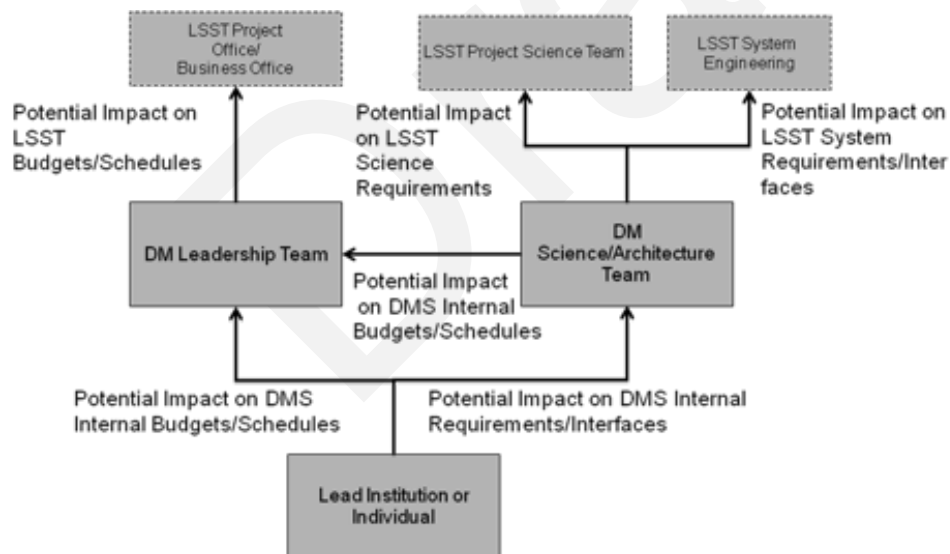 LSST Project
Office/
Business Office
LSST Project Science Team
LSST System
Engineering
Potential Impact on
LSST
Budgets/Schedules
Potential Impact
on LSST
Science
Requirements
Potential Impact on
LSST System
Requirements/Inter
faces
DM Leadership Team
DM
Science/Architecture
Team
Potential Impact
on DMS Internal
Budgets/Schedules
Potential Impact on DMS
Internal Budgets/Schedules
Potential Impact on DMS Internal
Requirements/Interfaces
Lead Institution or
Individual